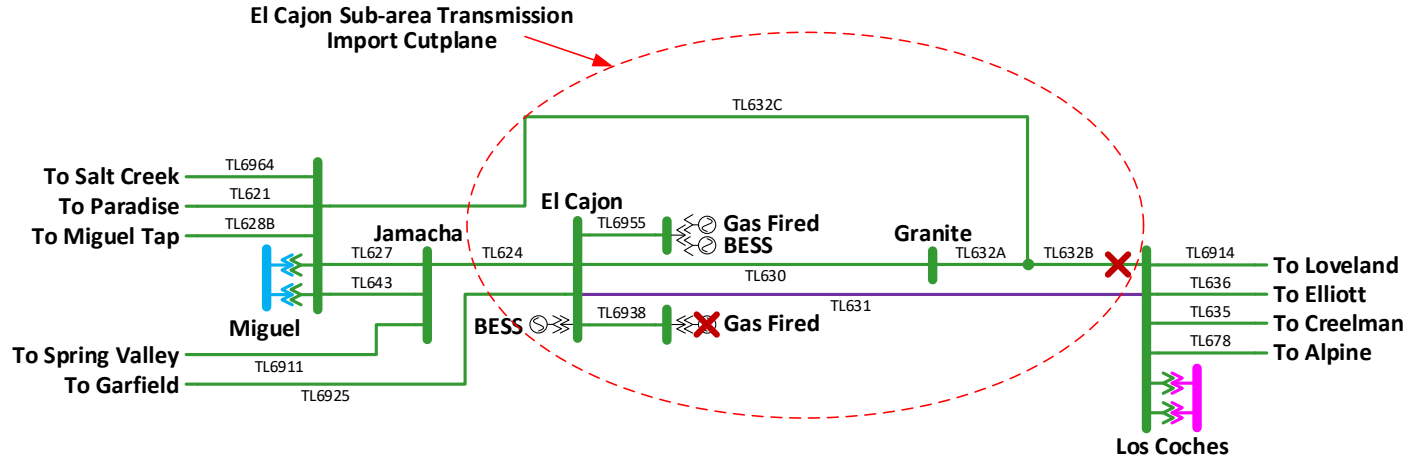 El Cajon Sub-area Transmission
Import Cutplane
TL632C
TL6964
To Salt Creek
TL621
To Paradise
TL628B
To Miguel Tap
El Cajon
TL6955
Gas Fired
BESS
Jamacha
Granite
TL627
TL624
TL630
TL632A
TL632B
TL6914
To Loveland
TL643
TL631
TL636
To Elliott
Miguel
BESS
TL6938
Gas Fired
TL635
To Creelman
To Spring Valley
TL6911
TL678
To Alpine
To Garfield
TL6925
Los Coches